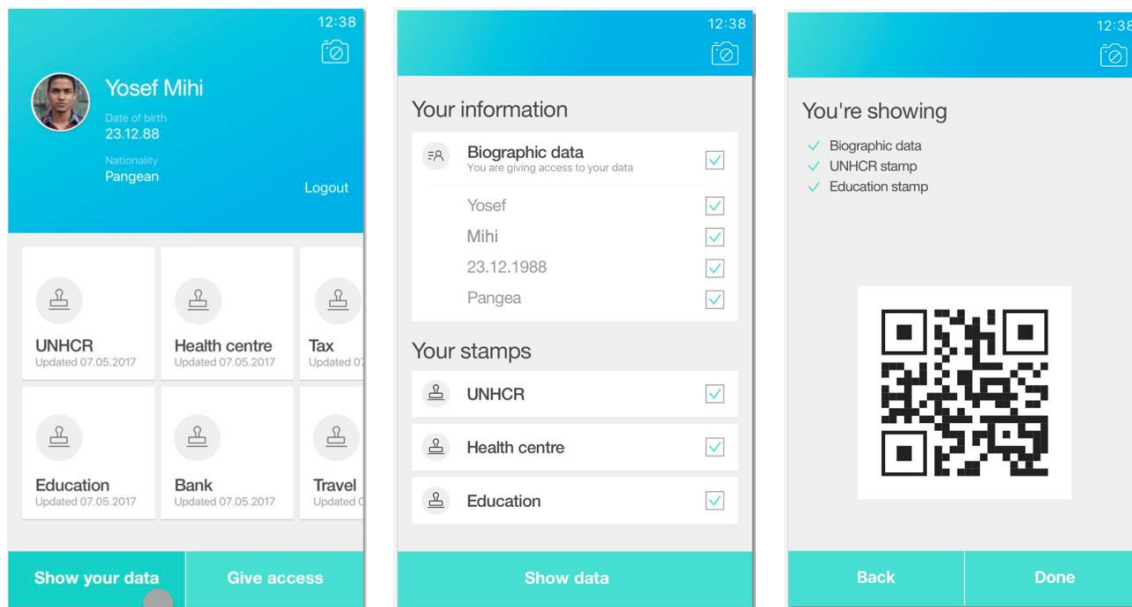 12:38
Yosef Mihi
Date of birth
23.12.88
Nationality
Pangean
Logout
UNHCR
Updated 07.05.2017
Health centre
Updated 07.05.2017
Tax
Updated 07
Education
Updated 07.05.2017
Bank
Updated 07.05.2017
Travel
Updated 0
Show your data
Give access
12:38
Your information
Biographic data
You are giving access to your data
Yosef
Mihi
23.12.1988
Pangea
Your stamps
UNHCR
Health centre
Education
Show data
12:38
You're showing
Biographic data
UNHCR stamp
Education stamp
Back
Done